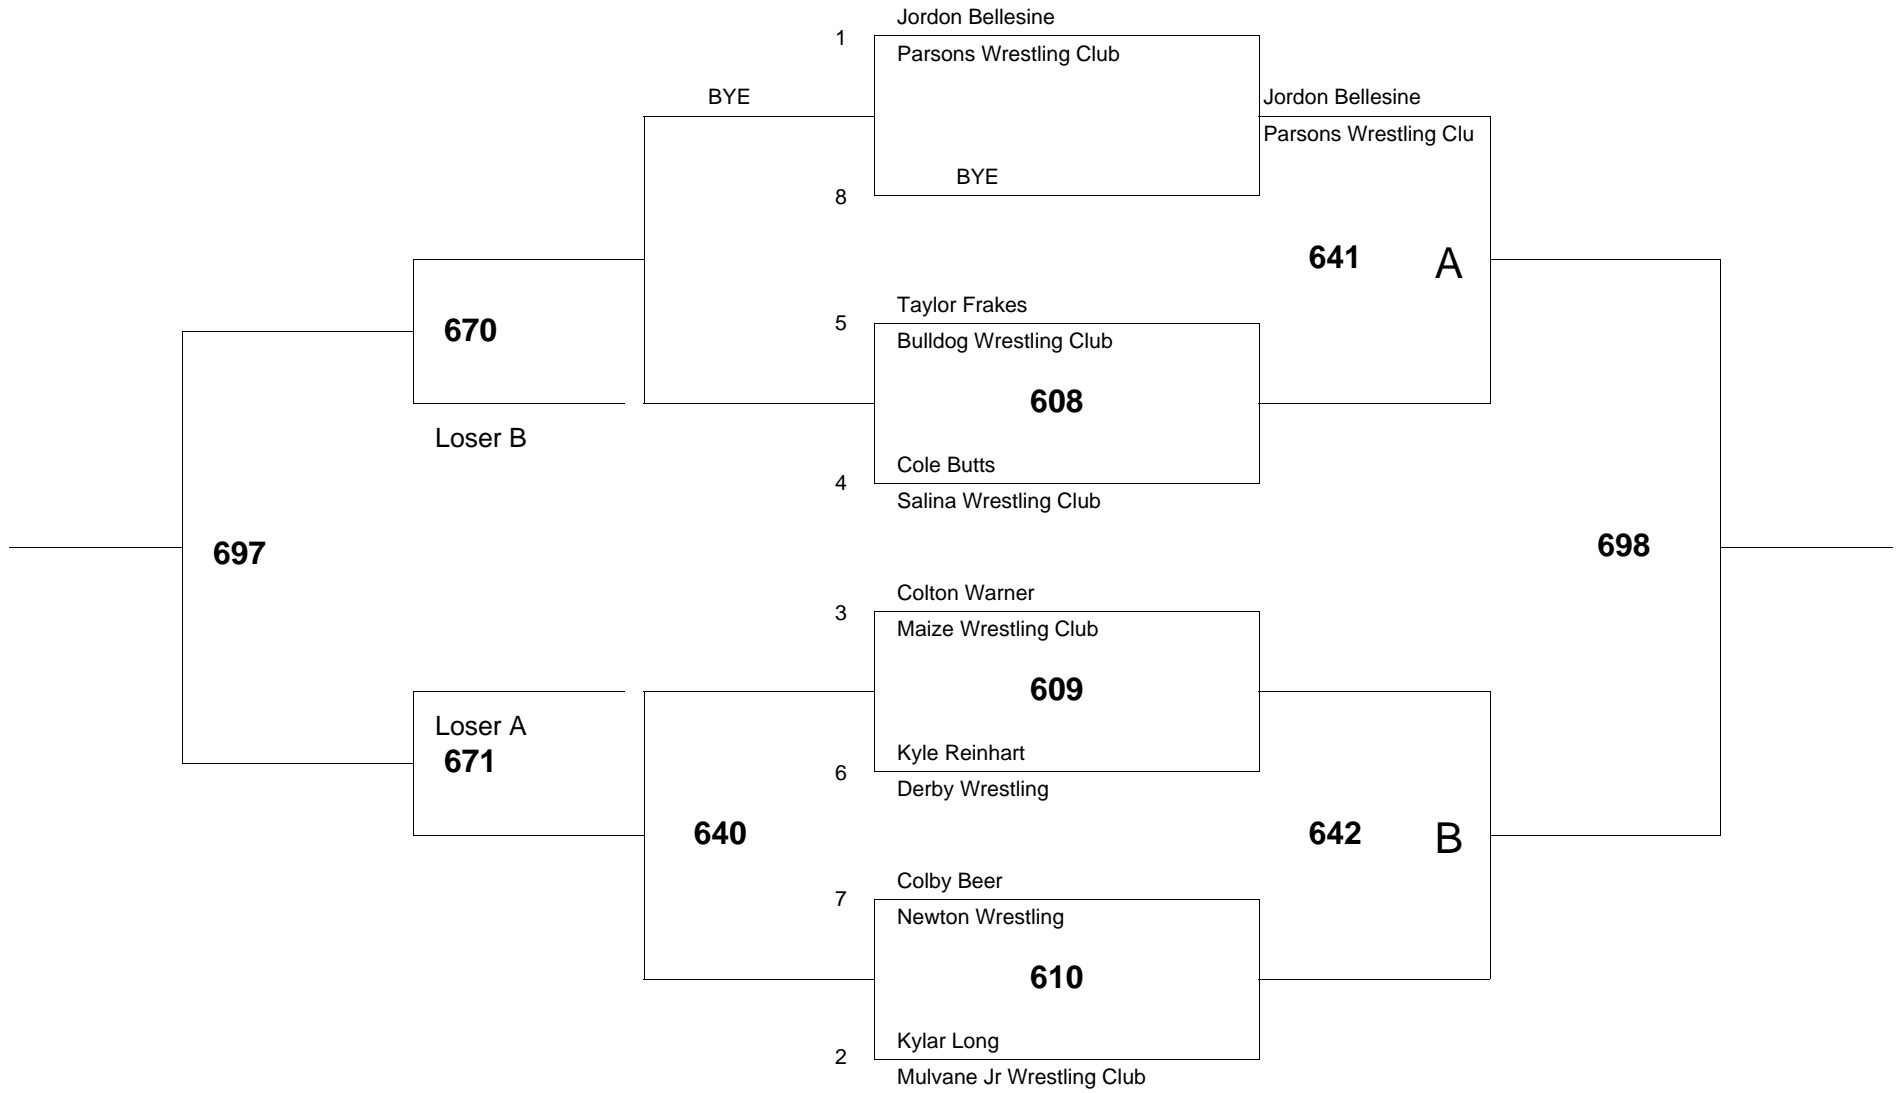 Jordon Bellesine
1
Parsons Wrestling Club
BYE
Jordon Bellesine
Parsons Wrestling Clu
BYE
8
641 A
Taylor Frakes
5
670
Bulldog Wrestling Club
608
Loser B
Cole Butts
4
Salina Wrestling Club
697
698
Colton Warner
3
Maize Wrestling Club
609
Loser A
671
Kyle Reinhart
6
Derby Wrestling
640
642 B
Colby Beer
7
Newton Wrestling
610
Kylar Long
2
Mulvane Jr Wrestling Club